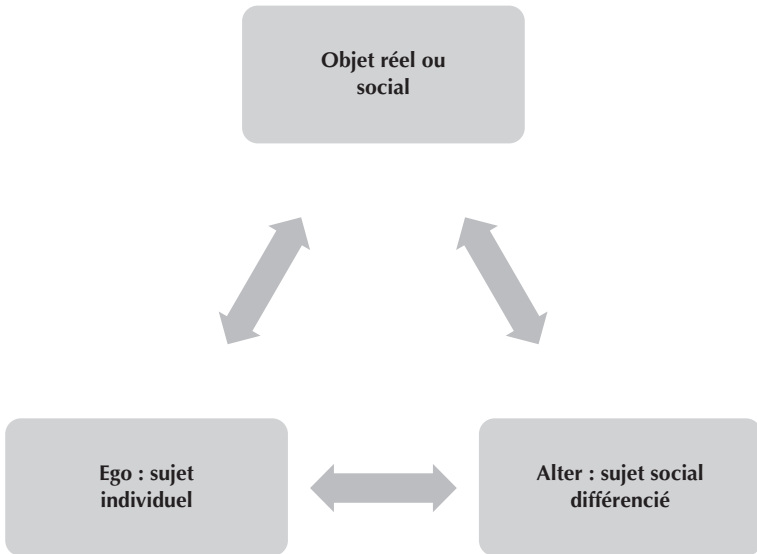 Objet réel ou
social
Ego : sujet
individuel
Alter : sujet social
différencié